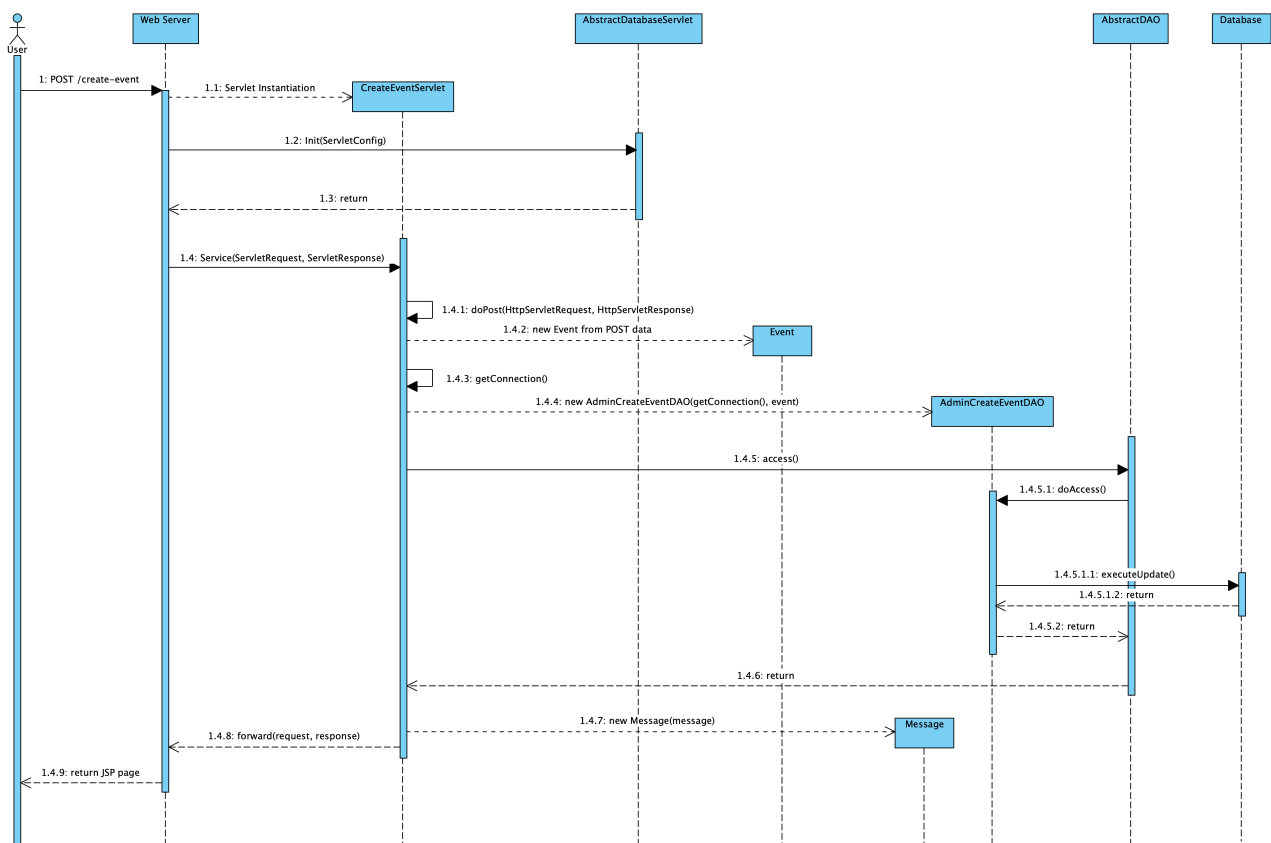 User
Web Server
AbstractDatabaseServlet
AbstractDAO
Database
1: POST /create-event
1.1: Servlet Instantiation
CreateEventServlet
1.2: Init(ServletConfig)
1.3: return
1.4: Service(ServletRequest, ServletResponse)
1.4.1: doPost(HttpServletRequest, HttpServletResponse)
1.4.2: new Event from POST data
Event
1.4.3: getConnection()
1.4.4: new AdminCreateEventDAO(getConnection(), event)
AdminCreateEventDAO
1.4.5: access()
1.4.5.1: doAccess()
1.4.5.1.1: executeUpdate()
1.4.5.1.2: return
1.4.5.2: return
1.4.6: return
1.4.7: new Message(message)
Message
1.4.8: forward(request, response)
1.4.9: return JSP page